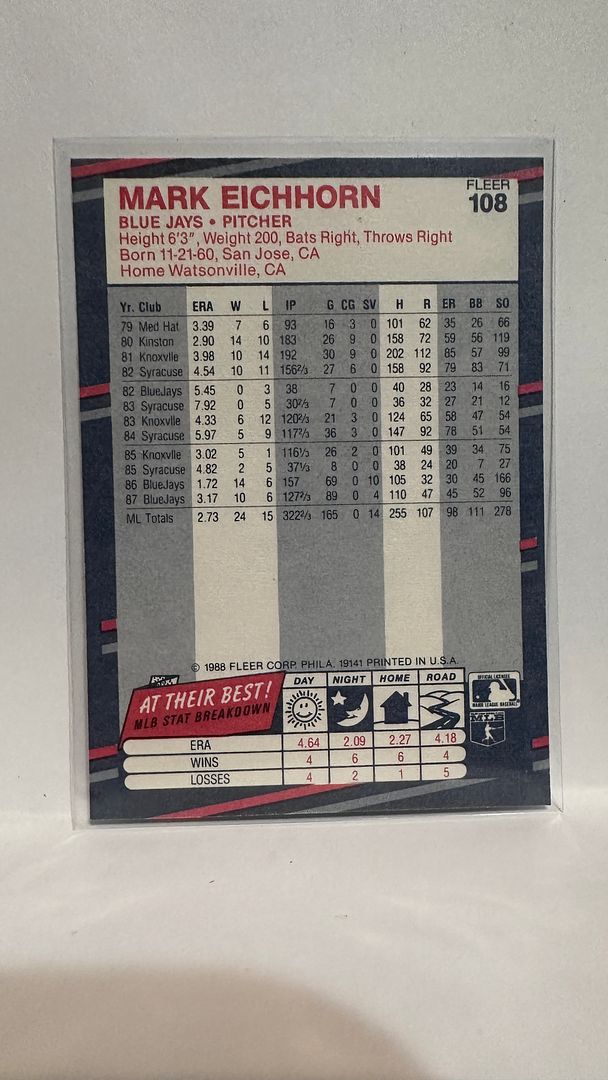 FLEER
MARK EICHHORN 108
BLUE JAYS • PITCHER
Height 6'3", Weight 200, Bats Right, Throws Right
Born 11-21-60, San Jose, CA
Home Watsonville, CA
Yr. Club ERA W L IP G CG SV H R ER BB SO
79 Med Hat 3.39 7 6 93 16 3 0 101 62 35 26 66
80 Kinston 2.90 14 10 183 26 9 0 158 72 59 56 119
81 Knoxvlle 3.98 10 14 192 30 9 0 202 112 85 57 99
82 Syracuse 4.54 10 11 156⅔ 27 6 0 158 92 79 83 71
82 BlueJays 5.45 0 3 38 7 0 0 40 28 23 14 16
83 Syracuse 7.92 0 5 30⅔ 7 0 0 36 32 27 21 12
83 Knoxvlle 4.33 6 12 120⅔ 21 3 0 124 65 58 47 54
84 Syracuse 5.97 5 9 117⅔ 36 3 0 147 92 78 51 54
85 Knoxvlle 3.02 5 1 116⅓ 26 2 0 101 49 39 34 75
85 Syracuse 4.82 2 5 37⅓ 8 0 0 38 24 20 7 27
86 BlueJays 1.72 14 6 157 69 0 10 105 32 30 45 166
87 BlueJays 3.17 10 6 127⅔ 89 0 4 110 47 45 52 96
ML Totals 2.73 24 15 322⅔ 165 0 14 255 107 98 111 278
© 1988 FLEER CORP. PHILA. 19141 PRINTED IN U.S.A.
AT THEIR BEST!
MLB STAT BREAKDOWN
DAY NIGHT HOME ROAD
OFFICIAL LICENSEE
MAJOR LEAGUE BASEBALL
ERA 4.64 2.09 2.27 4.18
WINS 4 6 6 4
LOSSES 4 2 1 5